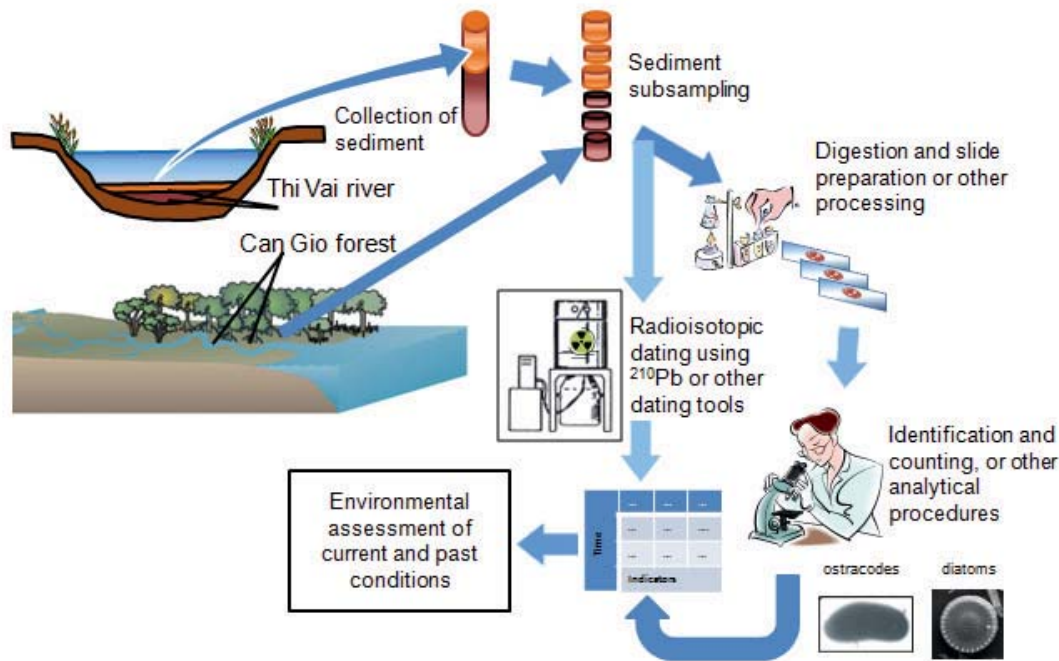 Collection of
sediment
Sediment
subsampling
Thi Vai river
Can Gio forest
Digestion and slide
preparation or other
processing
Radioisotopic
dating using
²¹⁰Pb or other
dating tools
Identification and
counting, or other
analytical
procedures
Environmental
assessment of
current and past
conditions
Time
... ... ...
... ... ...
... ... ...
Indicators
ostracodes diatoms